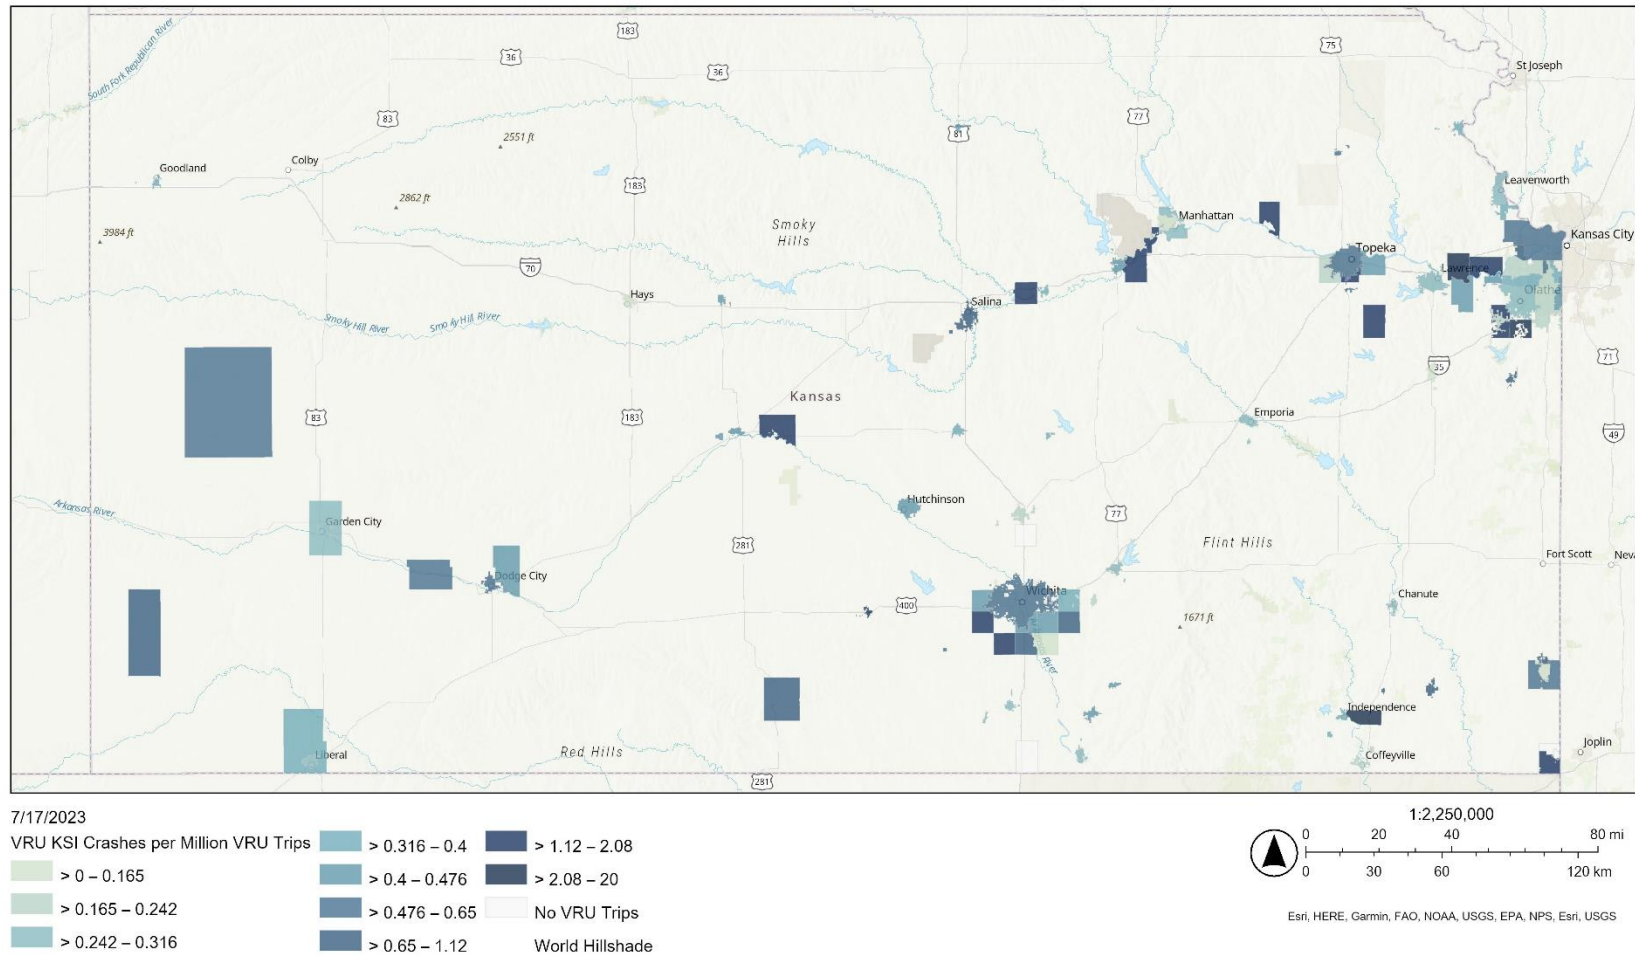 183
75
36
36
St Joseph
South Fork Republican River
83
77
81
2551 ft
Goodland
Colby
Leavenworth
183
2862 ft
Manhattan
Smoky
Hills
3984 ft
Kansas City
Topeka
70
Lawrence
Hays
Olathe
Salina
Smoky Hill River
Smoky Hill River
71
35
Kansas
83
183
Emporia
49
Hutchinson
Arkansas River
Garden City
77
281
Flint Hills
Fort Scott
Neva
Dodge City
Wichita
400
Chanute
1671 ft
River
Independence
Red Hills
Liberal
Coffeyville
Joplin
281
7/17/2023
VRU KSI Crashes per Million VRU Trips
> 0 – 0.165
> 0.165 – 0.242
> 0.242 – 0.316
> 0.316 – 0.4
> 0.4 – 0.476
> 0.476 – 0.65
> 0.65 – 1.12
> 1.12 – 2.08
> 2.08 – 20
No VRU Trips
World Hillshade
1:2,250,000
0 20 40 80 mi
0 30 60 120 km
Esri, HERE, Garmin, FAO, NOAA, USGS, EPA, NPS, Esri, USGS